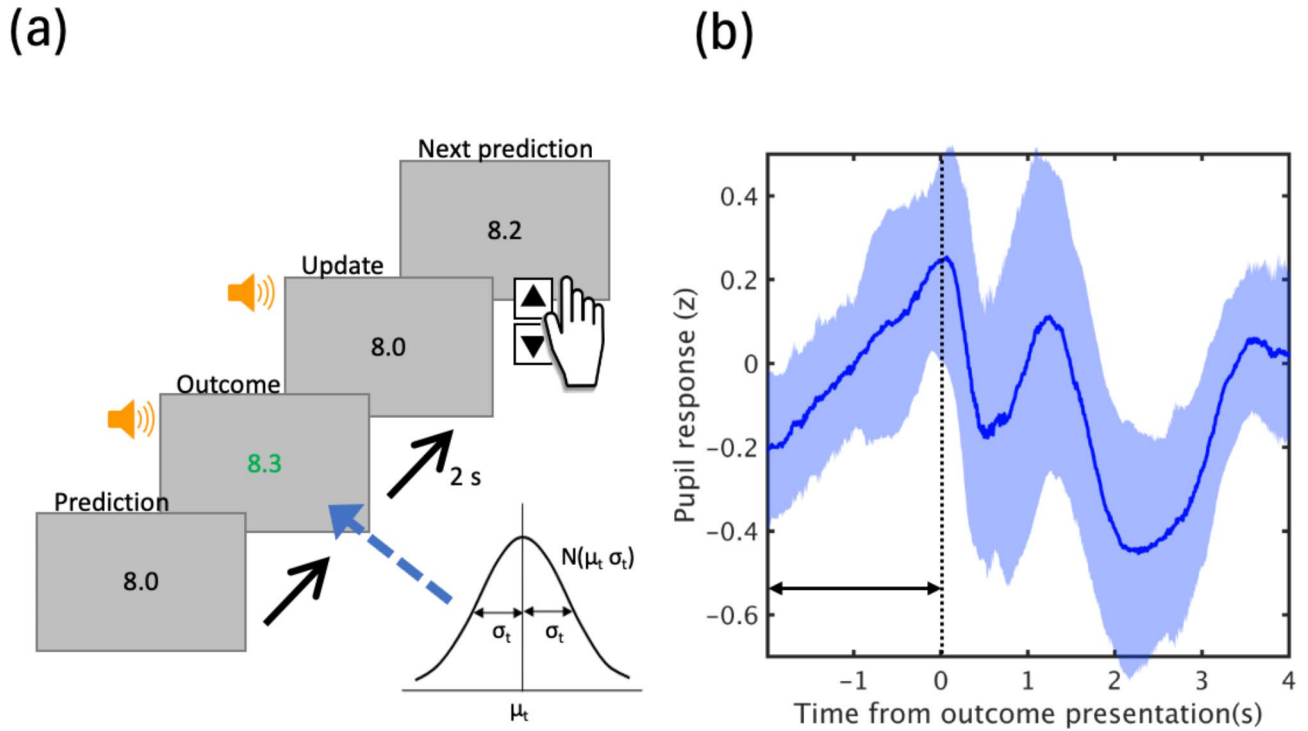 (a)
Next prediction
8.2
Update
8.0
Outcome
8.3
2 s
Prediction
8.0
N(μt σt)
σt σt
μt
(b)
Pupil response (z)
0.4
0.2
0
−0.2
−0.4
−0.6
−1 0 1 2 3 4
Time from outcome presentation(s)